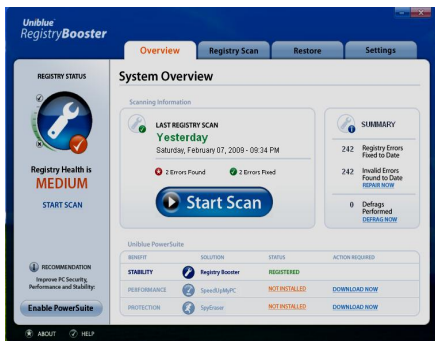 Uniblue
RegistryBooster
Overview
Registry Scan
Restore
Settings
REGISTRY STATUS
Registry Health is
MEDIUM
START SCAN
RECOMMENDATION
Improve PC Security,
Performance and Stability:
Enable PowerSuite
System Overview
Scanning Information
LAST REGISTRY SCAN
Yesterday
Saturday, February 07, 2009 - 09:34 PM
2 Errors Found
2 Errors Fixed
Start Scan
SUMMARY
242 Registry Errors
Fixed to Date
242 Invalid Errors
Found to Date
REPAIR NOW
0 Defrags
Performed
DEFRAG NOW
Uniblue PowerSuite
BENEFIT SOLUTION STATUS ACTION REQUIRED
STABILITY Registry Booster REGISTERED
PERFORMANCE SpeedUpMyPC NOT INSTALLED DOWNLOAD NOW
PROTECTION SpyEraser NOT INSTALLED DOWNLOAD NOW
ABOUT HELP